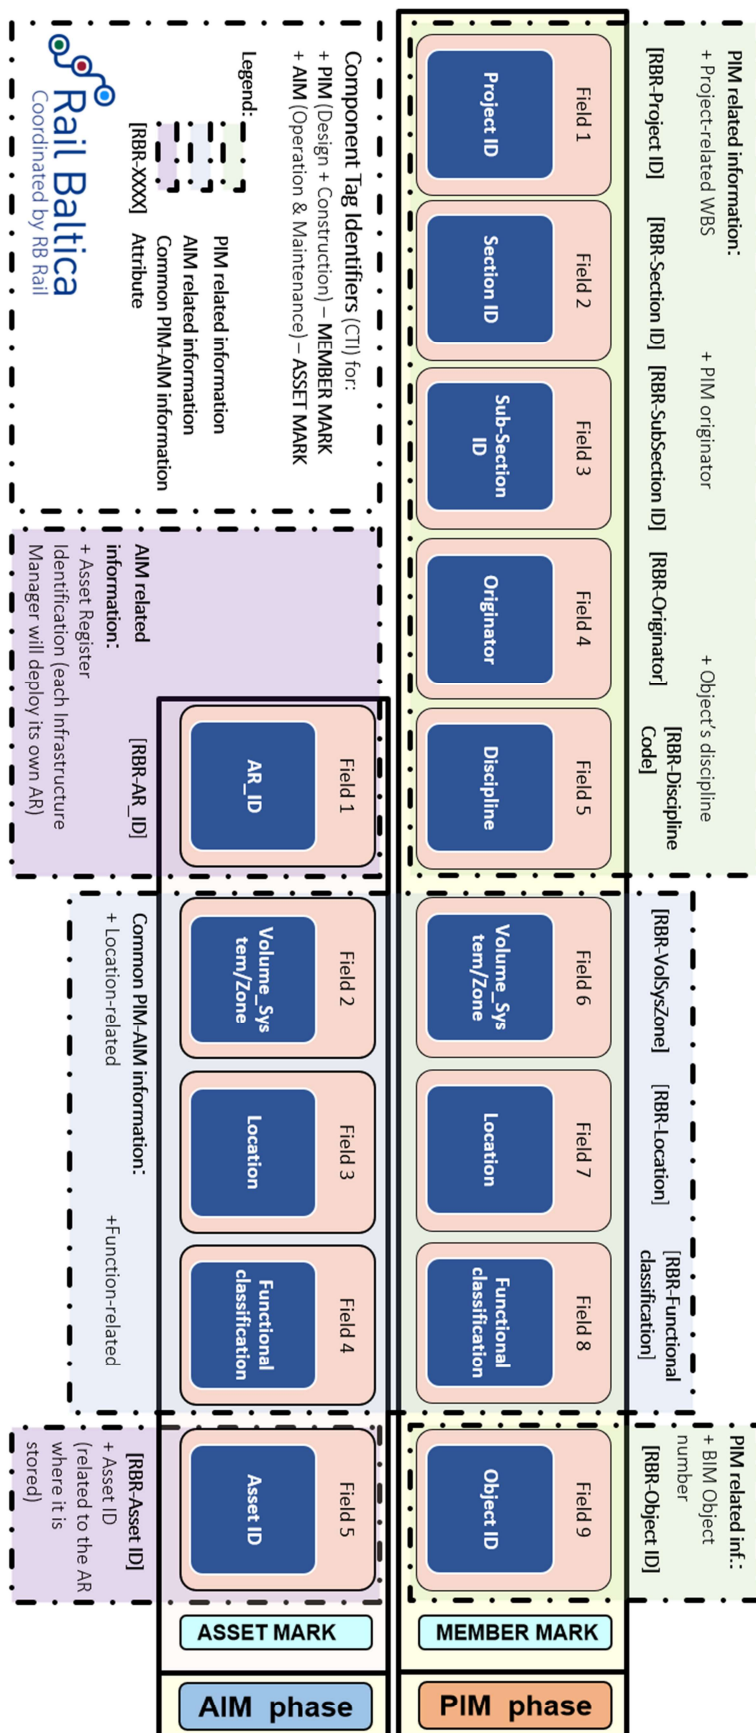 PIM related information:
+ Project-related WBS
+ PIM originator
+ Object's discipline
PIM related inf.:
+ BIM Object
number
[RBR-Project ID]
[RBR-Section ID]
[RBR-SubSection ID]
[RBR-Originator]
[RBR-Discipline
Code]
[RBR-VolSysZone]
[RBR-Location]
[RBR-Functional
classification]
[RBR-Object ID]
Field 1
Project ID
Field 2
Section ID
Field 3
Sub-Section
ID
Field 4
Originator
Field 5
Discipline
Field 6
Volume_Sys
tem/Zone
Field 7
Location
Field 8
Functional
classification
Field 9
Object ID
MEMBER MARK
PIM phase
Component Tag Identifiers (CTI) for:
+ PIM (Design + Construction) – MEMBER MARK
+ AIM (Operation & Maintenance) – ASSET MARK
Legend:
PIM related information
AIM related information
Common PIM-AIM information
[RBR-XXX]
Attribute
Rail Baltica
Coordinated by RB Rail
Field 1
AR_ID
Field 2
Volume_Sys
tem/Zone
Field 3
Location
Field 4
Functional
classification
Field 5
Asset ID
ASSET MARK
AIM phase
AIM related
information:
+ Asset Register
Identification (each Infrastructure
Manager will deploy its own AR)
[RBR-AR_ID]
Common PIM-AIM information:
+ Location-related
+Function-related
[RBR-Asset ID]
+ Asset ID
(related to the AR
where it is
stored)